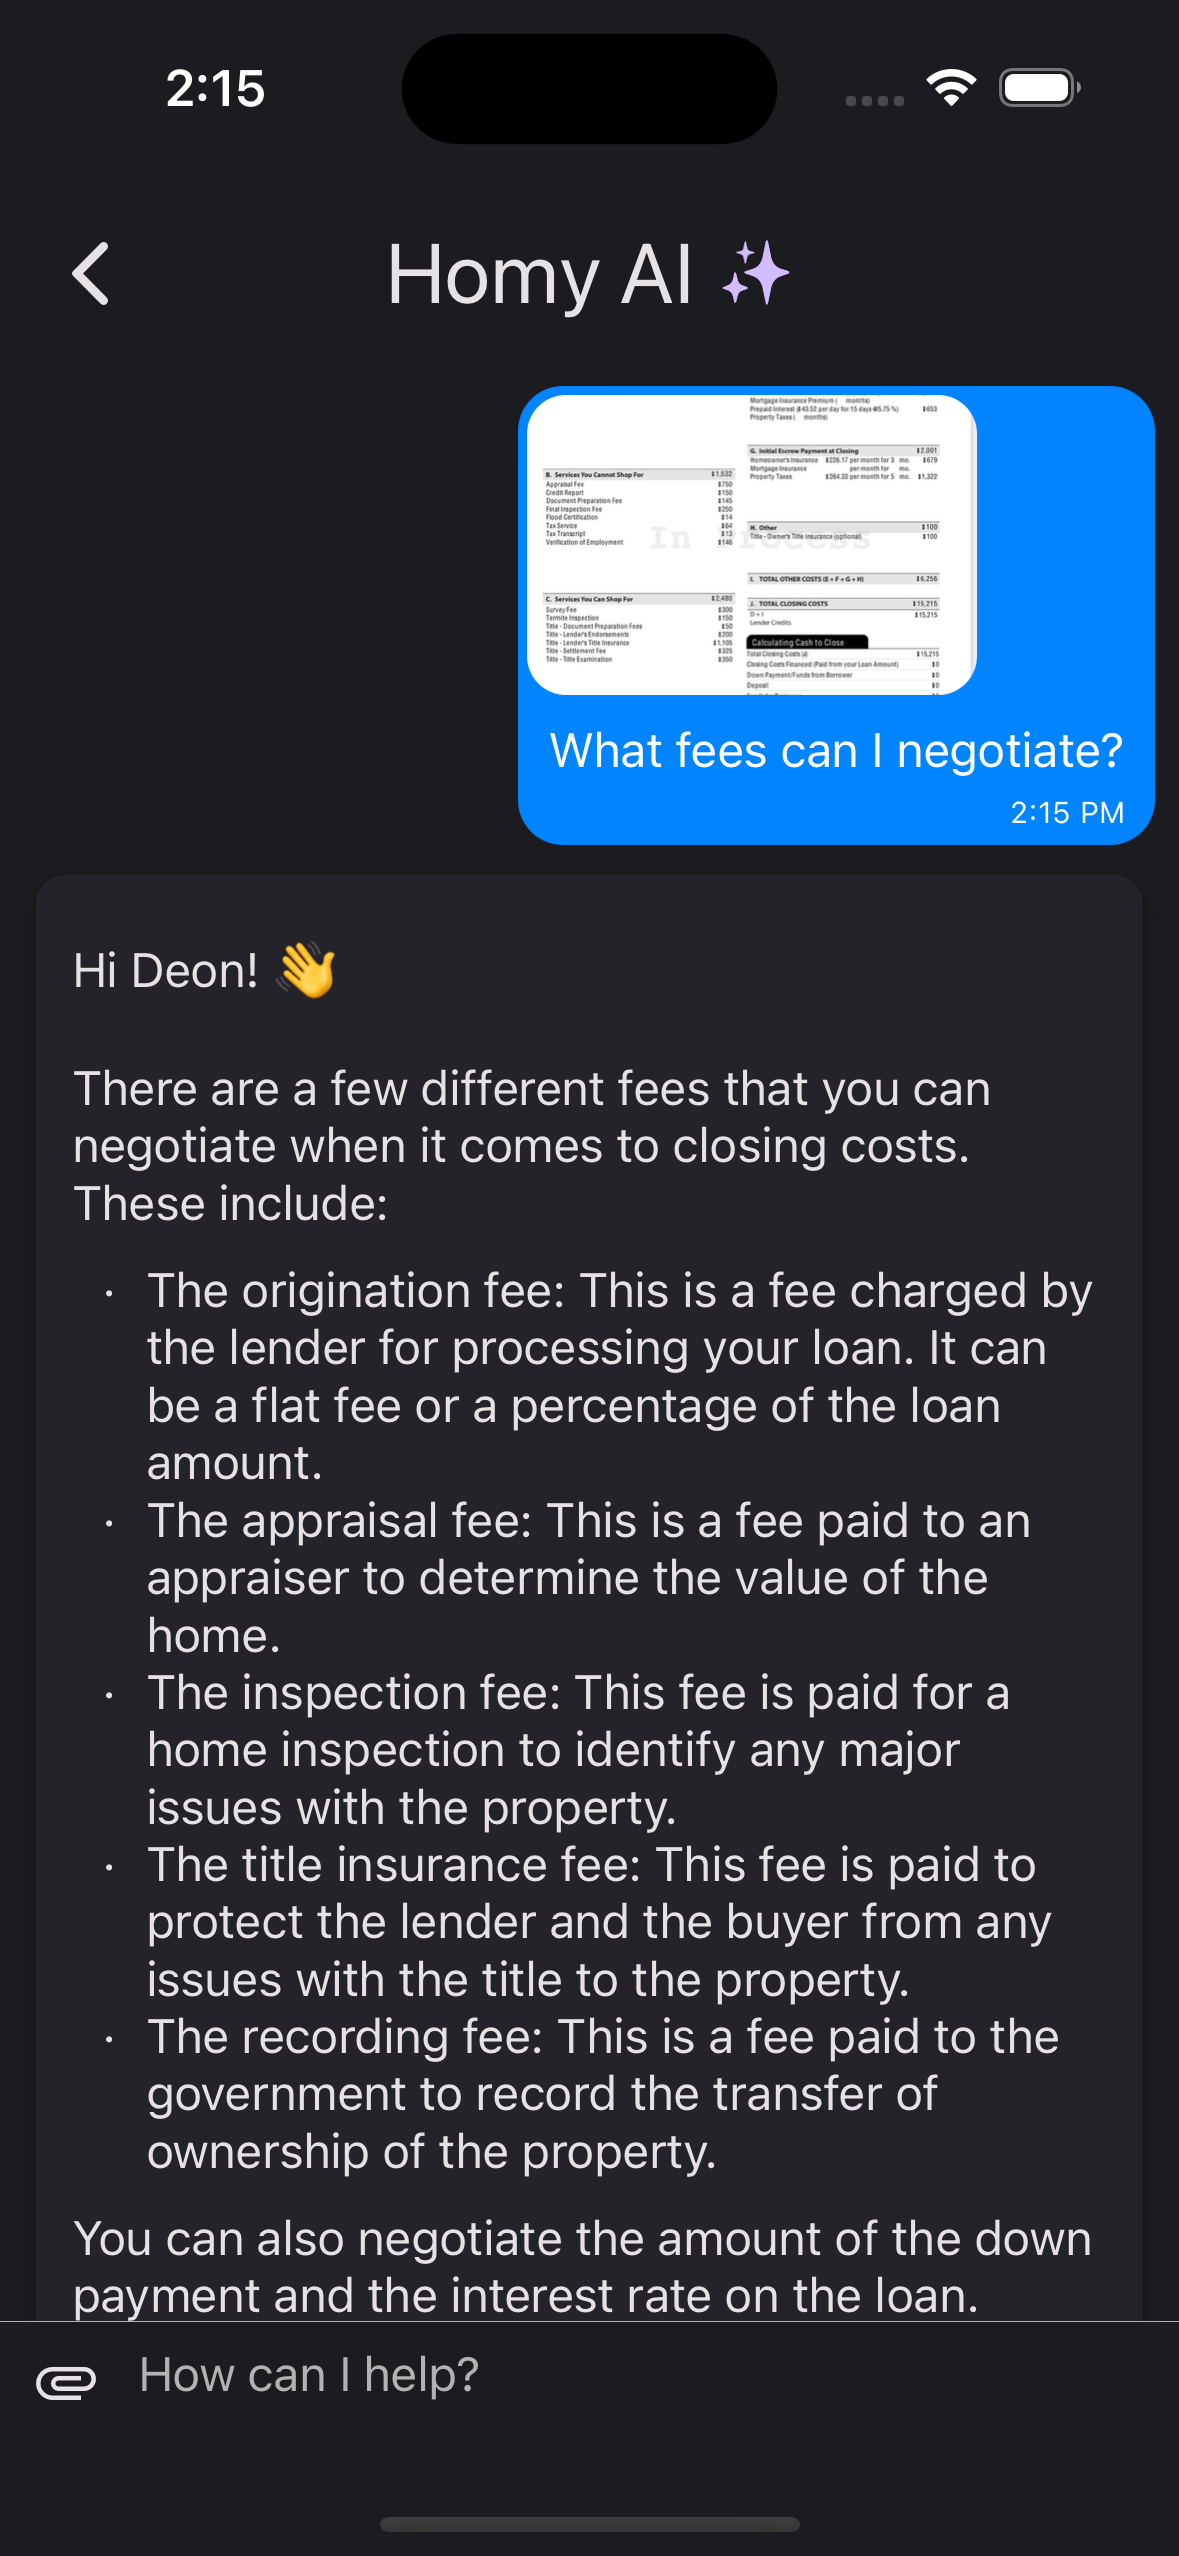 2:15
Homy AI
Mortgage Insurance Premium ( months)
Prepaid Interest ($43.52 per day for 15 days @5.75 %) $653
Property Taxes ( months)
G. Initial Escrow Payment at Closing $2,001
Homeowner's Insurance $226.17 per month for 3 mo. $679
Mortgage Insurance per month for mo.
Property Taxes $264.33 per month for 5 mo. $1,322
H. Other $100
Title - Owner's Title Insurance (optional) $100
I. TOTAL OTHER COSTS (E + F + G + H) $6,256
J. TOTAL CLOSING COSTS $15,215
D + I $15,215
Lender Credits
Calculating Cash to Close
Total Closing Costs (J) $15,215
Closing Costs Financed (Paid from your Loan Amount) $0
Down Payment/Funds from Borrower $0
Deposit $0
B. Services You Cannot Shop For $1,532
Appraisal Fee $750
Credit Report $150
Document Preparation Fee $145
Final Inspection Fee $250
Flood Certification $14
Tax Service $64
Tax Transcript $13
Verification of Employment $146
In Process
C. Services You Can Shop For $2,480
Survey Fee $300
Termite Inspection $150
Title - Document Preparation Fees $50
Title - Lender's Endorsements $200
Title - Lender's Title Insurance $1,105
Title - Settlement Fee $325
Title - Title Examination $350
What fees can I negotiate?
2:15 PM
Hi Deon! 👋
There are a few different fees that you can
negotiate when it comes to closing costs.
These include:
· The origination fee: This is a fee charged by
the lender for processing your loan. It can
be a flat fee or a percentage of the loan
amount.
· The appraisal fee: This is a fee paid to an
appraiser to determine the value of the
home.
· The inspection fee: This fee is paid for a
home inspection to identify any major
issues with the property.
· The title insurance fee: This fee is paid to
protect the lender and the buyer from any
issues with the title to the property.
· The recording fee: This is a fee paid to the
government to record the transfer of
ownership of the property.
You can also negotiate the amount of the down
payment and the interest rate on the loan.
How can I help?